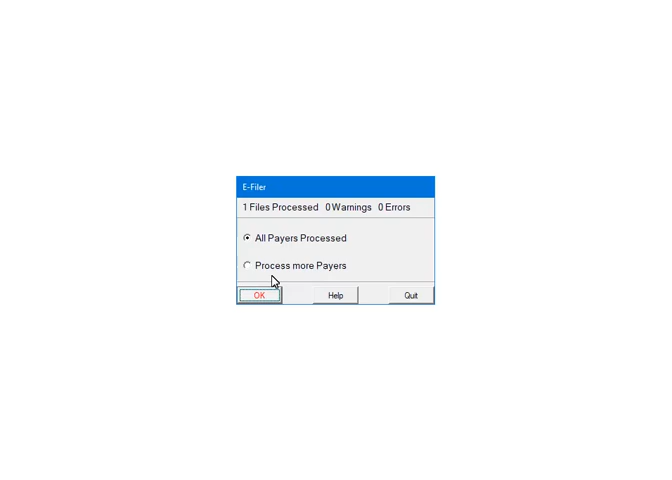 E-Filer
1 Files Processed 0 Warnings 0 Errors
All Payers Processed
Process more Payers
OK Help Quit